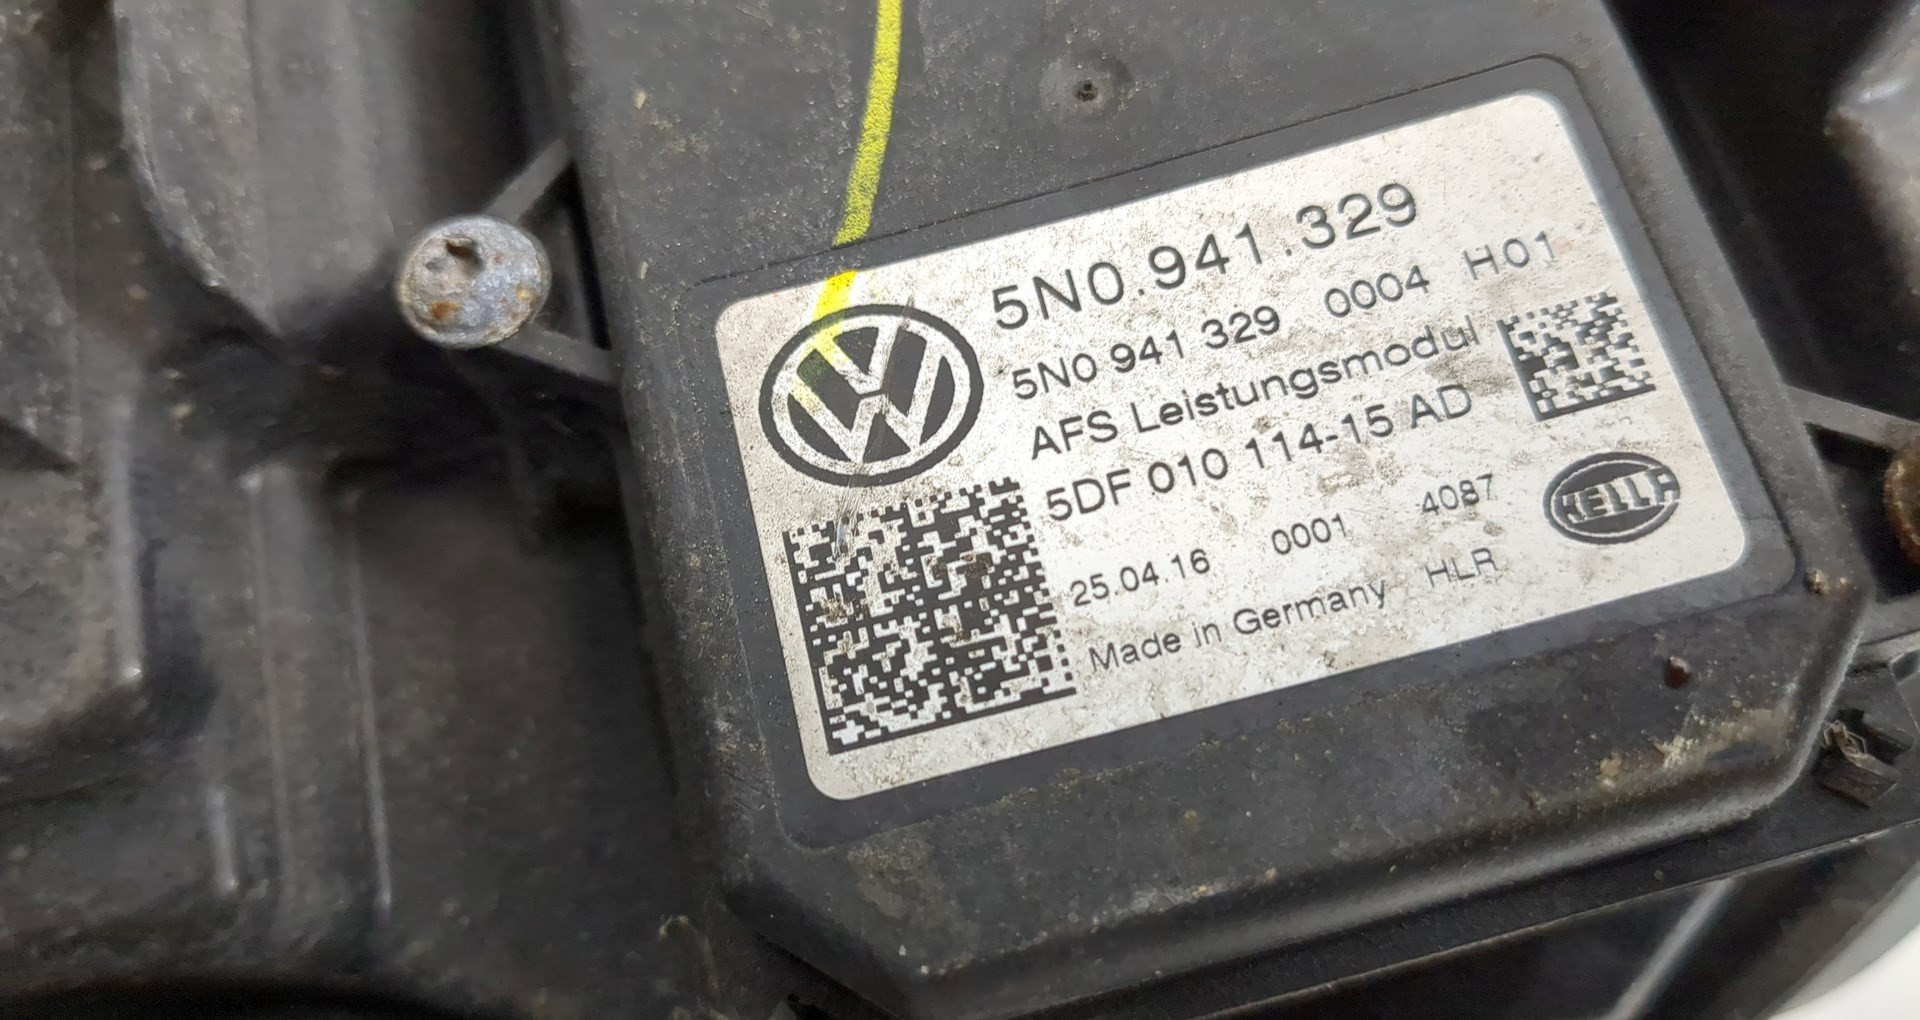 5N0.941.329
5N0 941 329 0004 H01
AFS Leistungsmodul
5DF 010 114-15 AD
25.04.16 0001 4087
Made in Germany HLR
HELLA